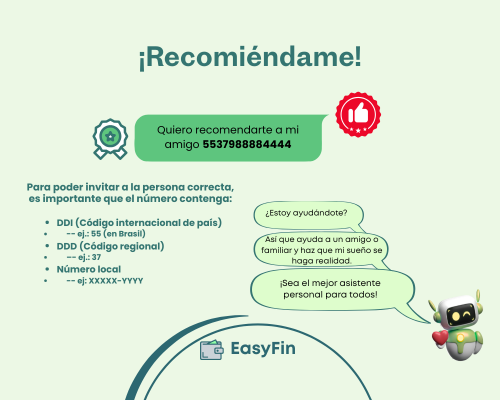 ¡Recomiéndame!
Quiero recomendarte a mi
amigo 5537988884444
Para poder invitar a la persona correcta,
es importante que el número contenga:
• DDI (Código internacional de país)
• -- ej.: 55 (en Brasil)
• DDD (Código regional)
• -- ej.: 37
• Número local
• -- ej: XXXXX-YYYY
¿Estoy ayudándote?
Así que ayuda a un amigo o
familiar y haz que mi sueño se
haga realidad.
¡Sea el mejor asistente
personal para todos!
EasyFin